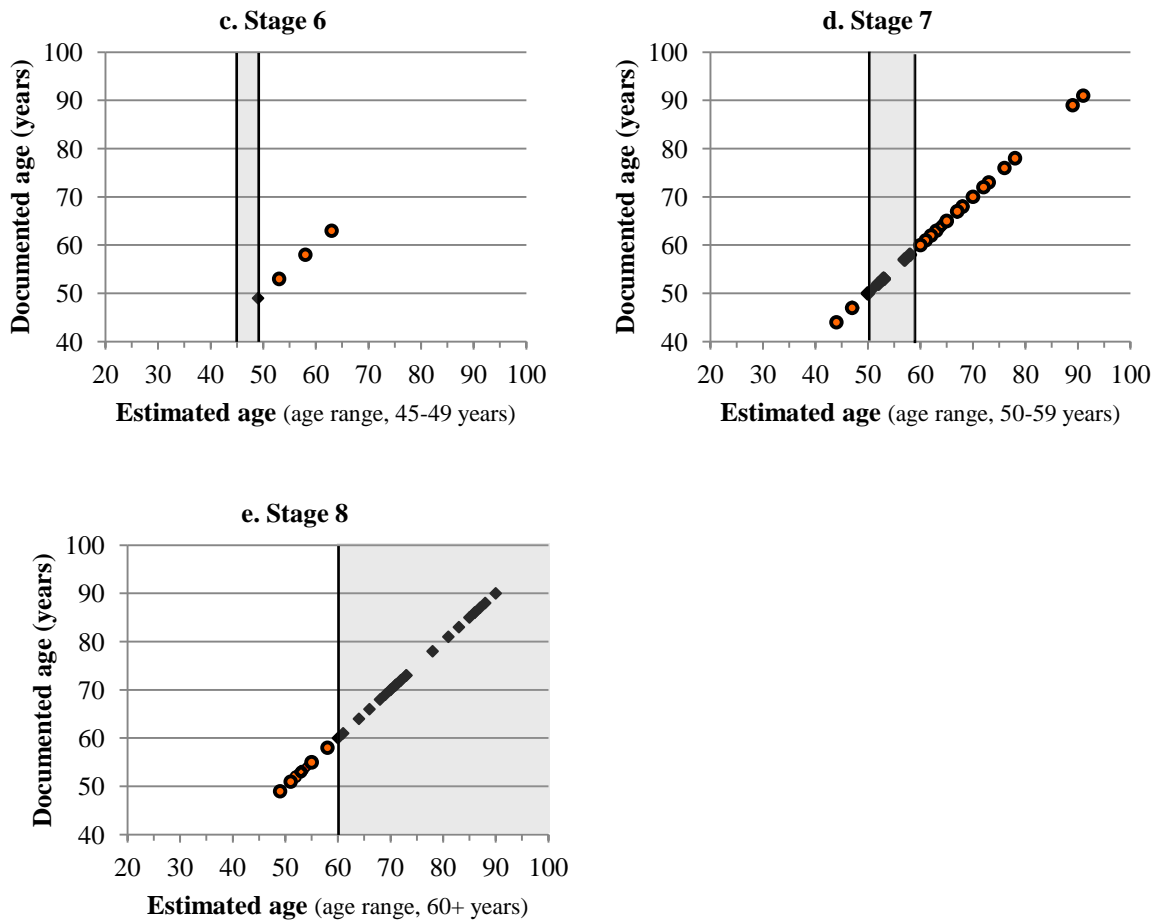 c. Stage 6
Documented age (years)
100
90
80
70
60
50
40
20 30 40 50 60 70 80 90 100
Estimated age (age range, 45-49 years)
d. Stage 7
Documented age (years)
100
90
80
70
60
50
40
20 30 40 50 60 70 80 90 100
Estimated age (age range, 50-59 years)
e. Stage 8
Documented age (years)
100
90
80
70
60
50
40
20 30 40 50 60 70 80 90 100
Estimated age (age range, 60+ years)